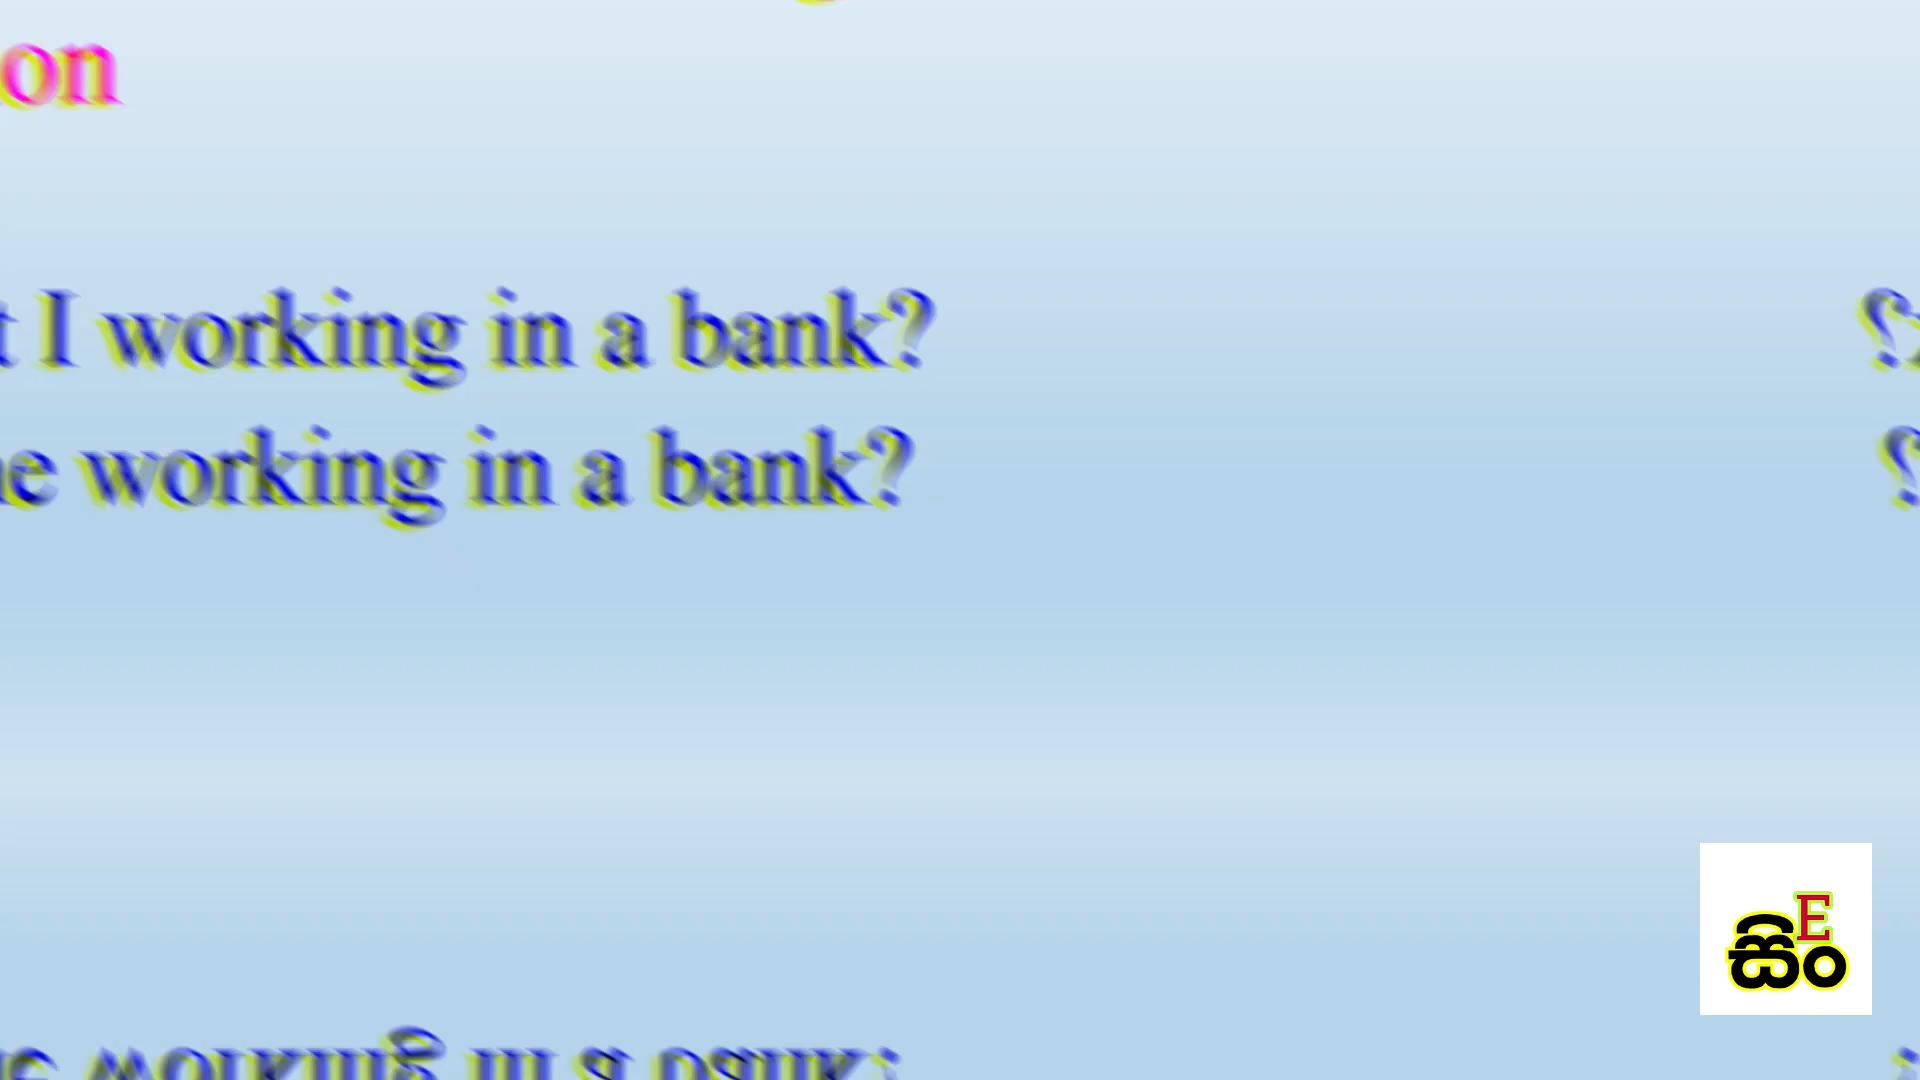 on
t I working in a bank?
e working in a bank?
E
සිං